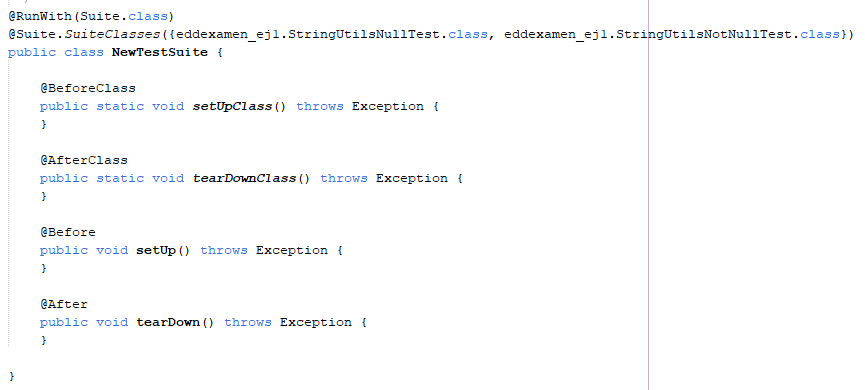 @RunWith(Suite.class)
@Suite.SuiteClasses({eddexamen_ej1.StringUtilsNullTest.class, eddexamen_ej1.StringUtilsNotNullTest.class})
public class NewTestSuite {
@BeforeClass
public static void setUpClass() throws Exception {
}
@AfterClass
public static void tearDownClass() throws Exception {
}
@Before
public void setUp() throws Exception {
}
@After
public void tearDown() throws Exception {
}
}